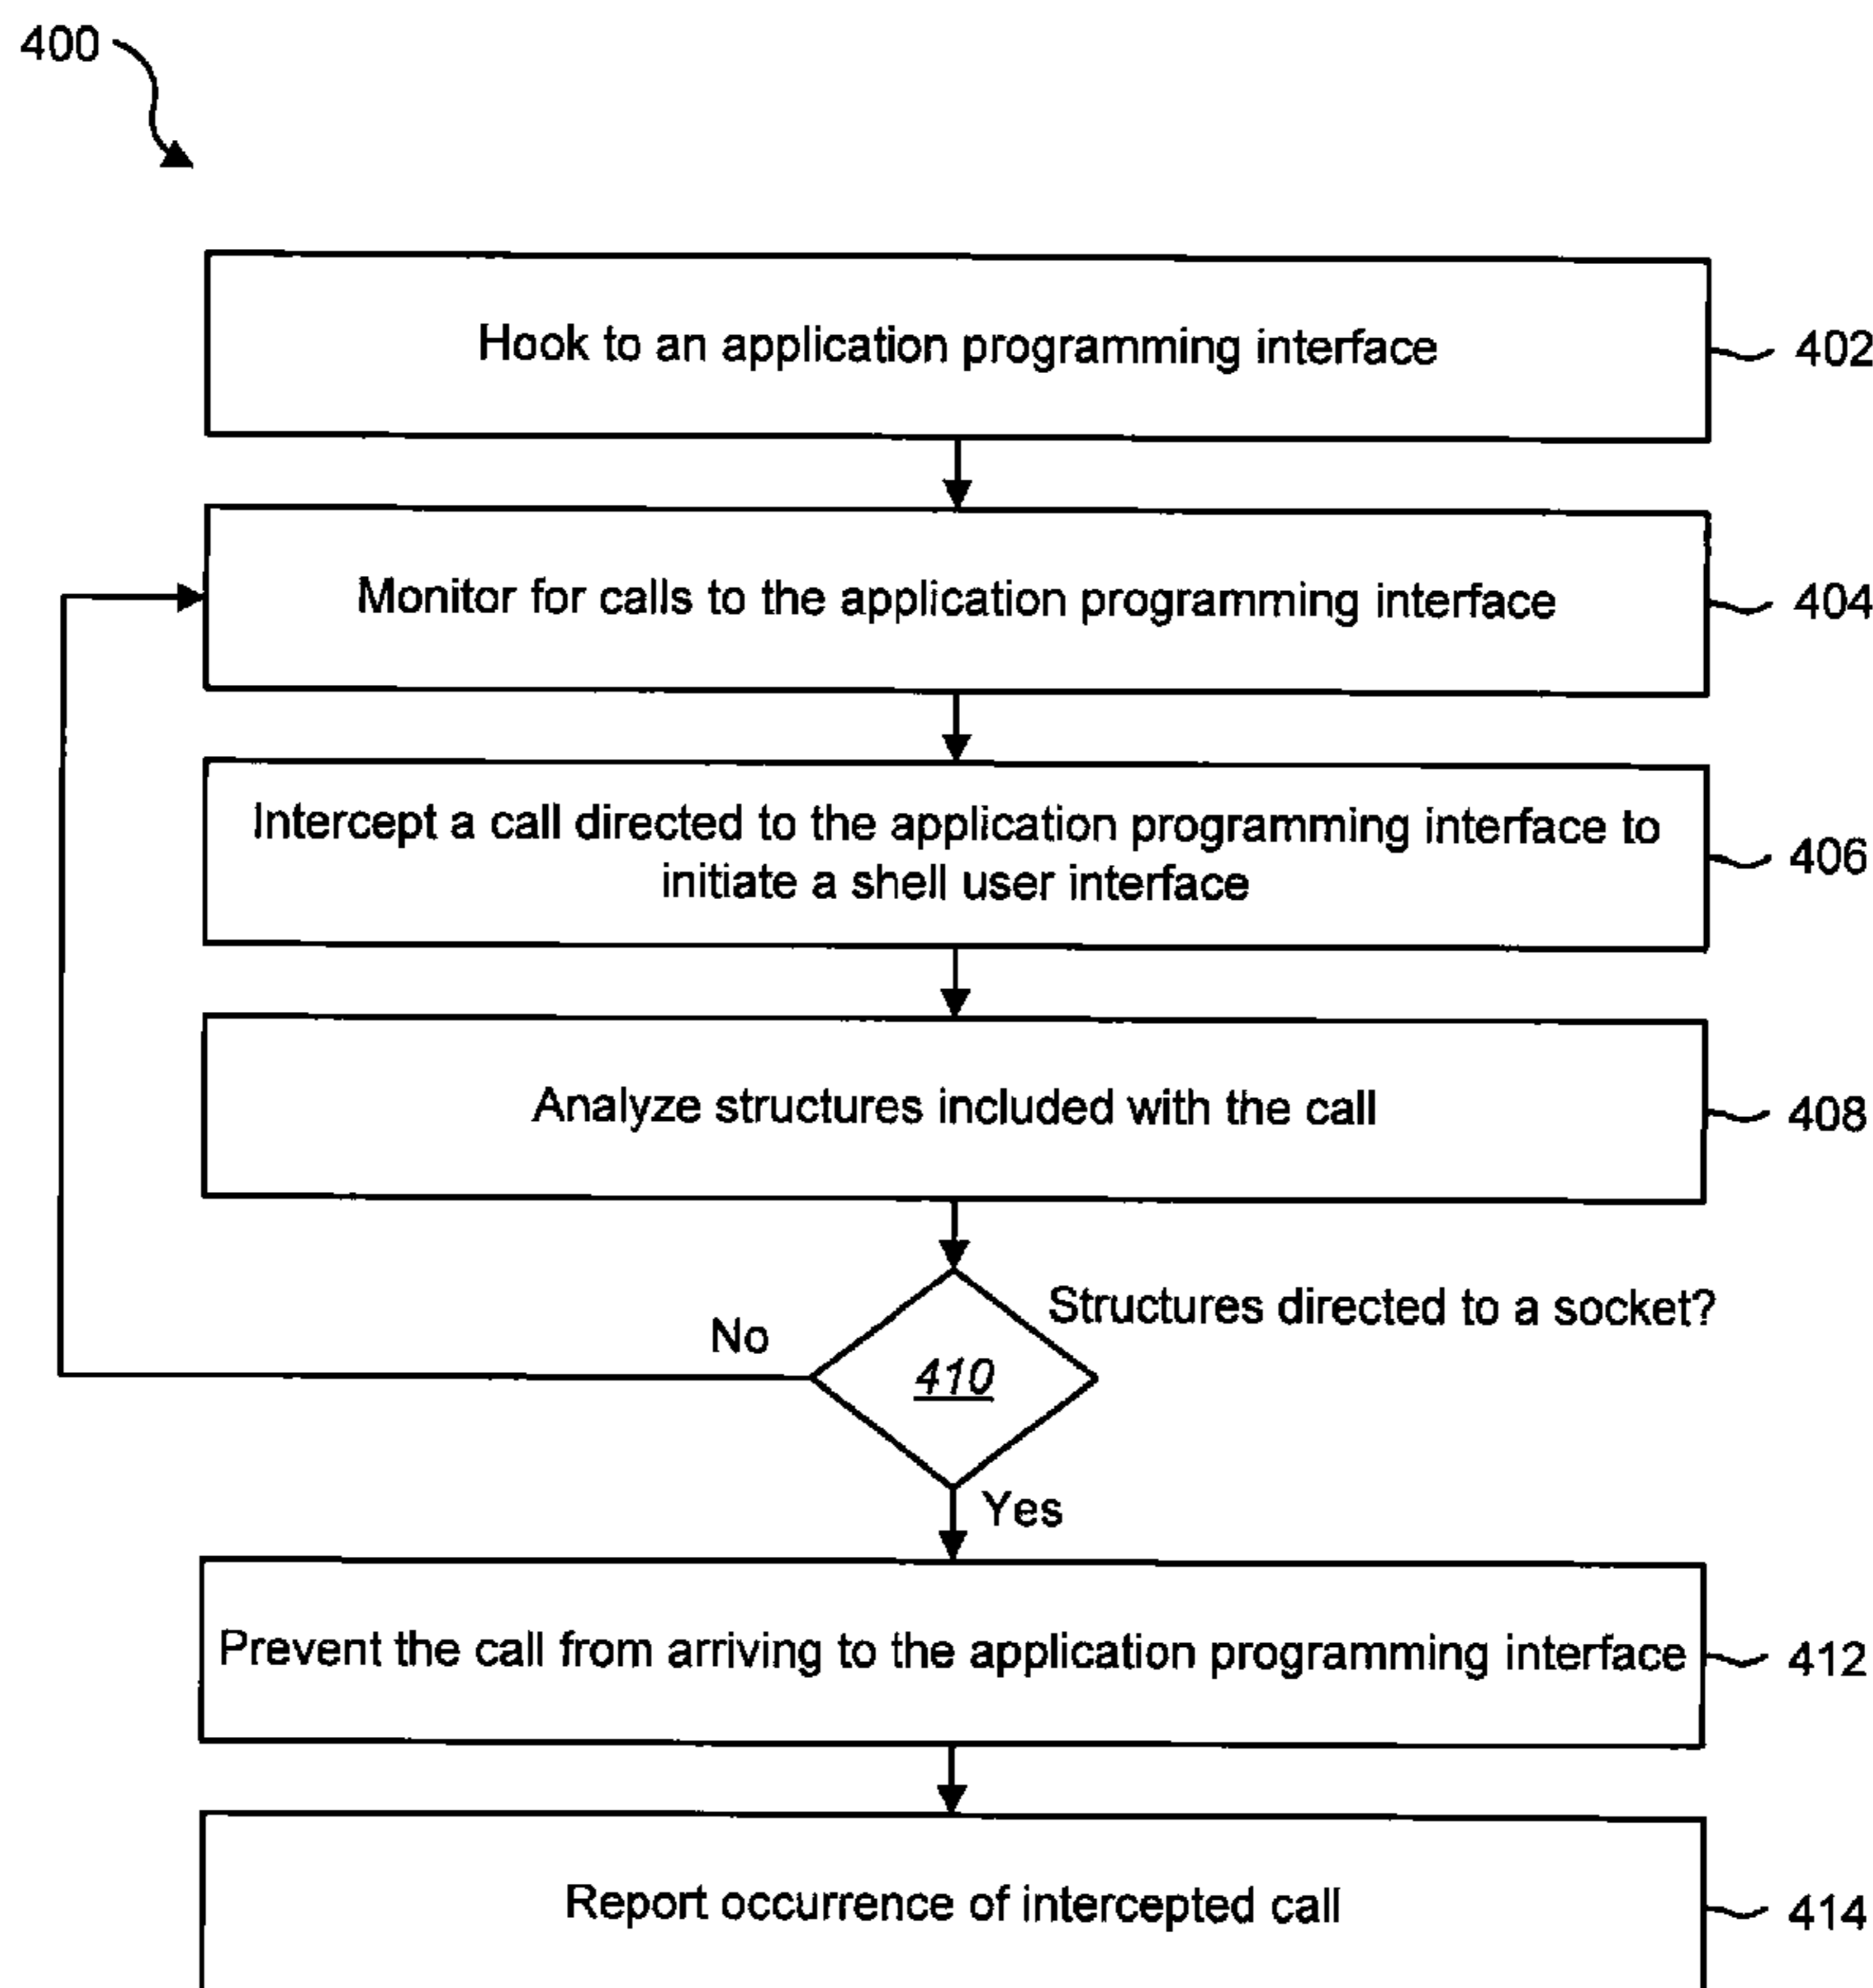 400
Hook to an application programming interface
402
Monitor for calls to the application programming interface
404
Intercept a call directed to the application programming interface to
initiate a shell user interface
406
Analyze structures included with the call
408
Structures directed to a socket?
No
410
Yes
Prevent the call from arriving to the application programming interface
412
Report occurrence of intercepted call
414